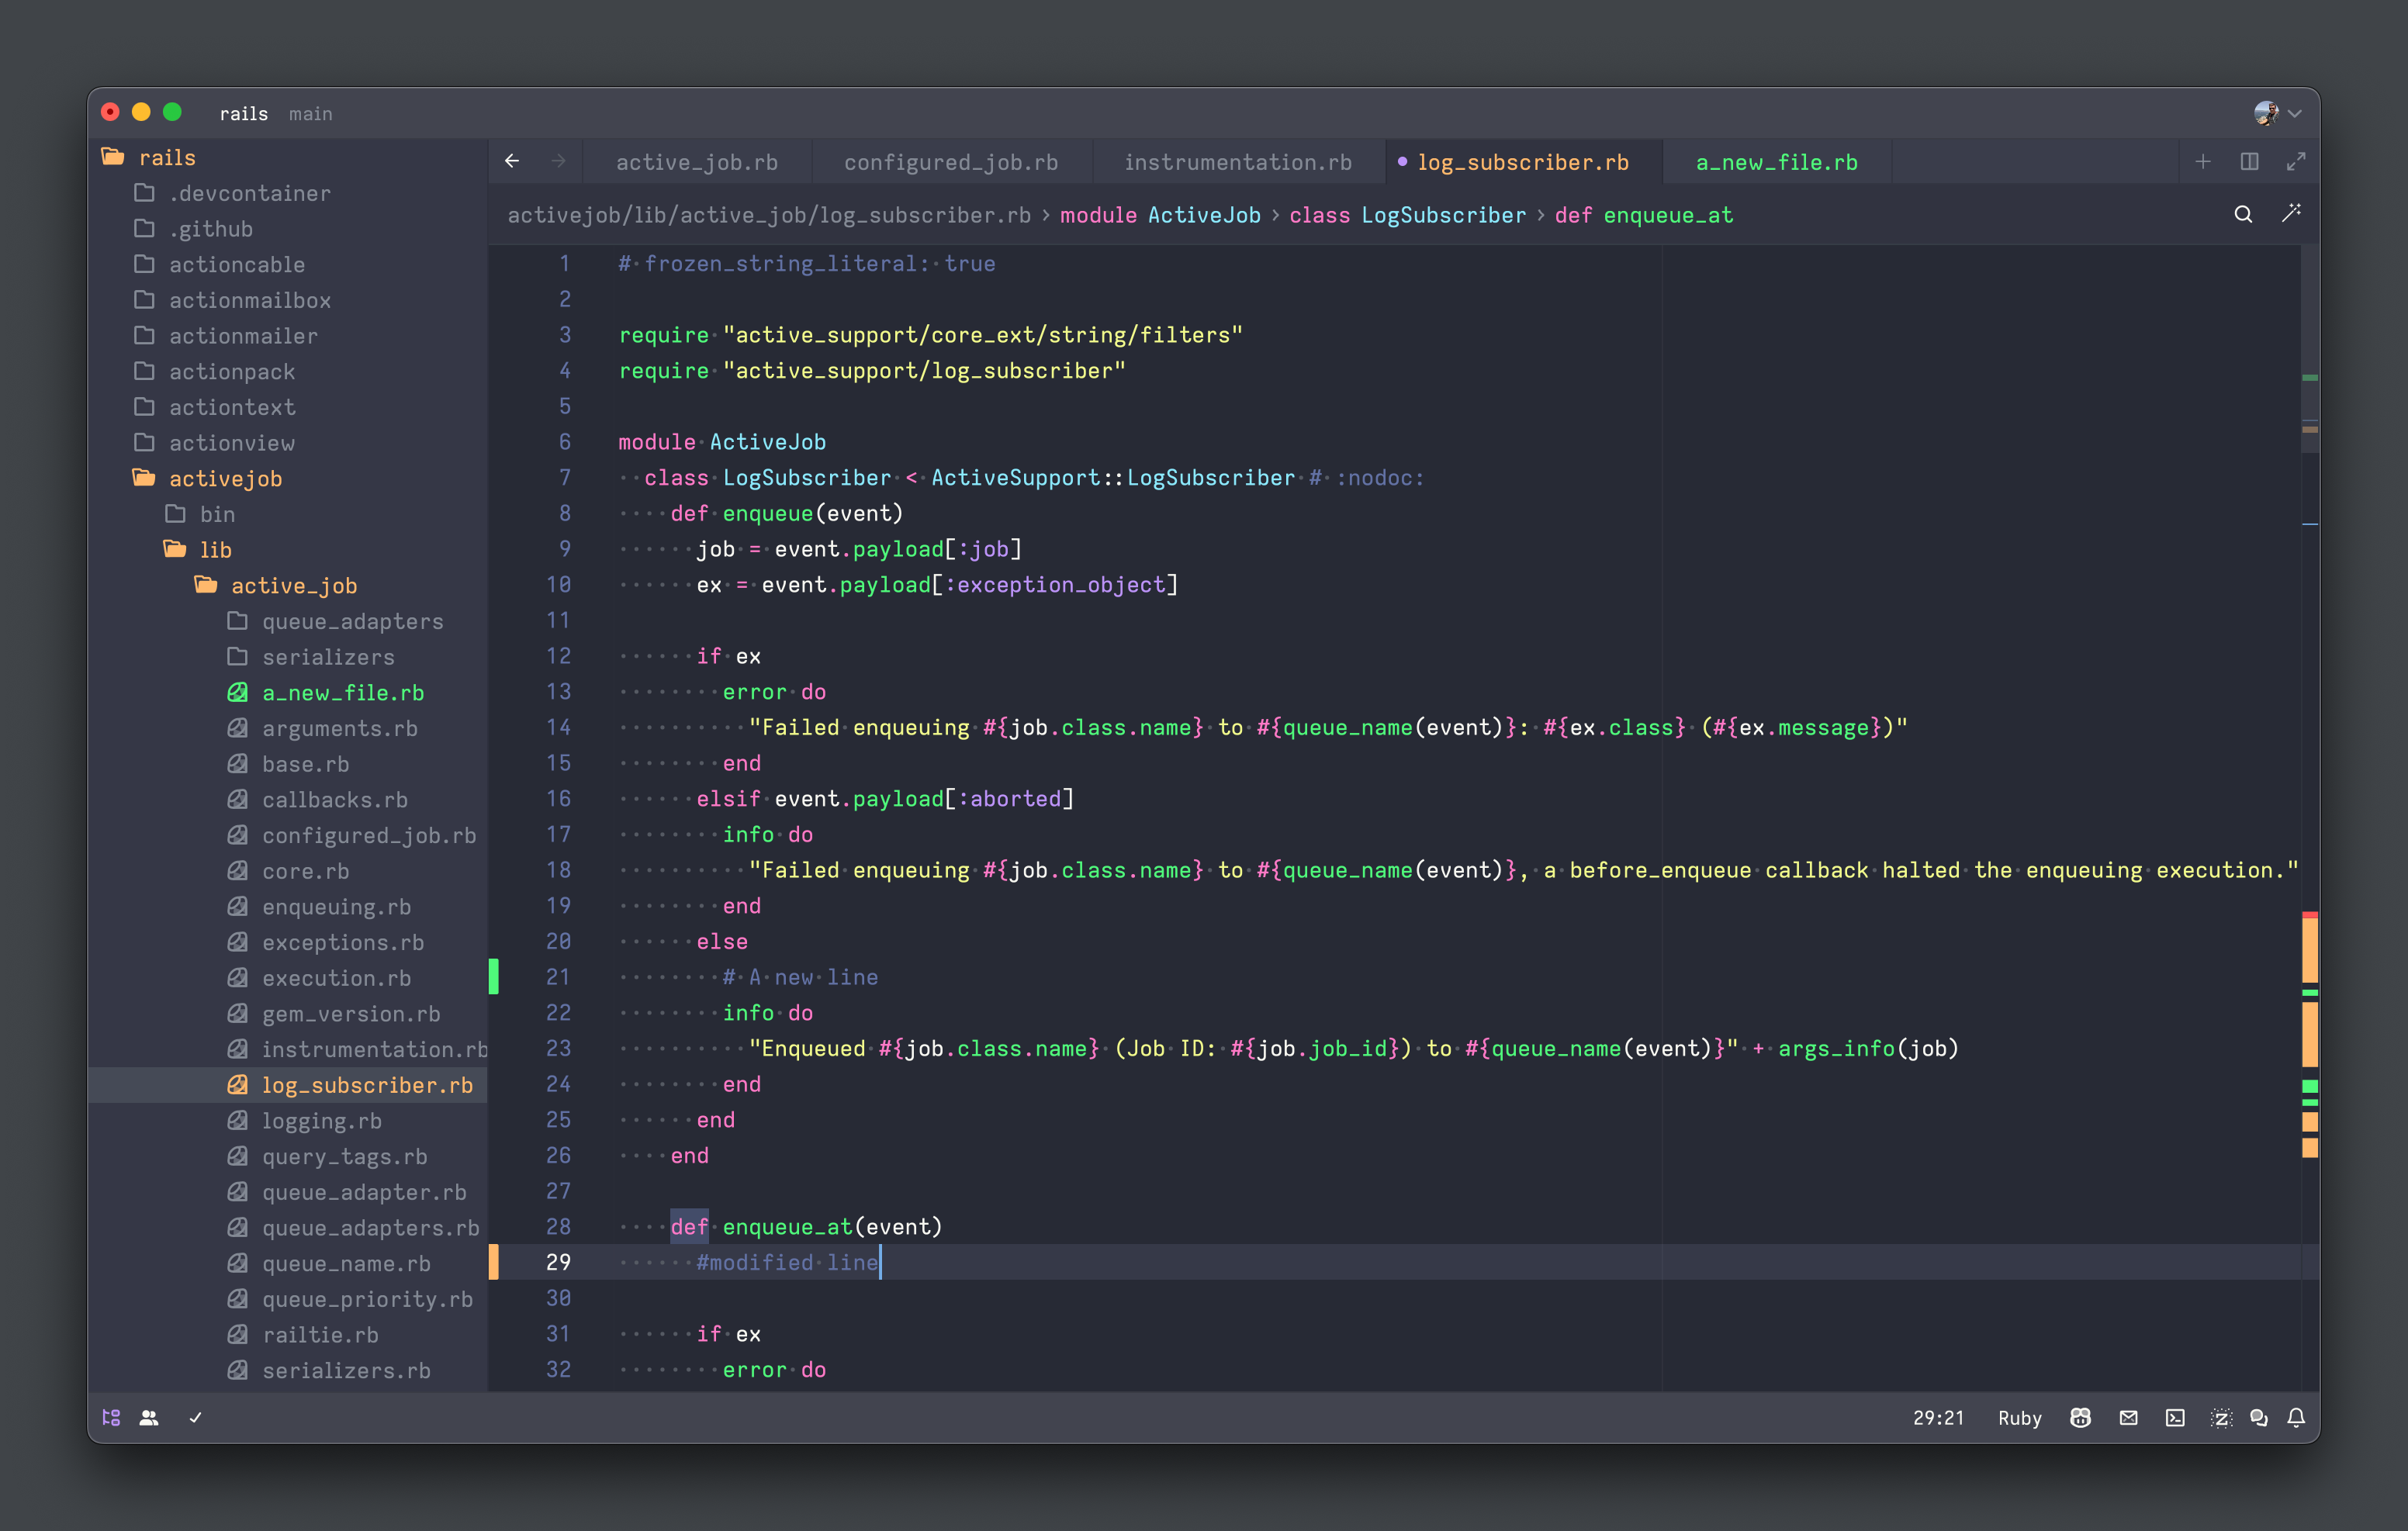 rails main
rails
.devcontainer
.github
actioncable
actionmailbox
actionmailer
actionpack
actiontext
actionview
activejob
bin
lib
active_job
queue_adapters
serializers
a_new_file.rb
arguments.rb
base.rb
callbacks.rb
configured_job.rb
core.rb
enqueuing.rb
exceptions.rb
execution.rb
gem_version.rb
instrumentation.rb
log_subscriber.rb
logging.rb
query_tags.rb
queue_adapter.rb
queue_adapters.rb
queue_name.rb
queue_priority.rb
railtie.rb
serializers.rb
active_job.rb configured_job.rb instrumentation.rb log_subscriber.rb a_new_file.rb
activejob/lib/active_job/log_subscriber.rb › module ActiveJob › class LogSubscriber › def enqueue_at
1 # frozen_string_literal: true
2
3 require "active_support/core_ext/string/filters"
4 require "active_support/log_subscriber"
5
6 module ActiveJob
7   class LogSubscriber < ActiveSupport::LogSubscriber # :nodoc:
8     def enqueue(event)
9       job = event.payload[:job]
10       ex = event.payload[:exception_object]
11
12       if ex
13         error do
14           "Failed enqueuing #{job.class.name} to #{queue_name(event)}: #{ex.class} (#{ex.message})"
15         end
16       elsif event.payload[:aborted]
17         info do
18           "Failed enqueuing #{job.class.name} to #{queue_name(event)}, a before_enqueue callback halted the enqueuing execution."
19         end
20       else
21         # A new line
22         info do
23           "Enqueued #{job.class.name} (Job ID: #{job.job_id}) to #{queue_name(event)}" + args_info(job)
24         end
25       end
26     end
27
28     def enqueue_at(event)
29       #modified line
30
31       if ex
32         error do
29:21 Ruby